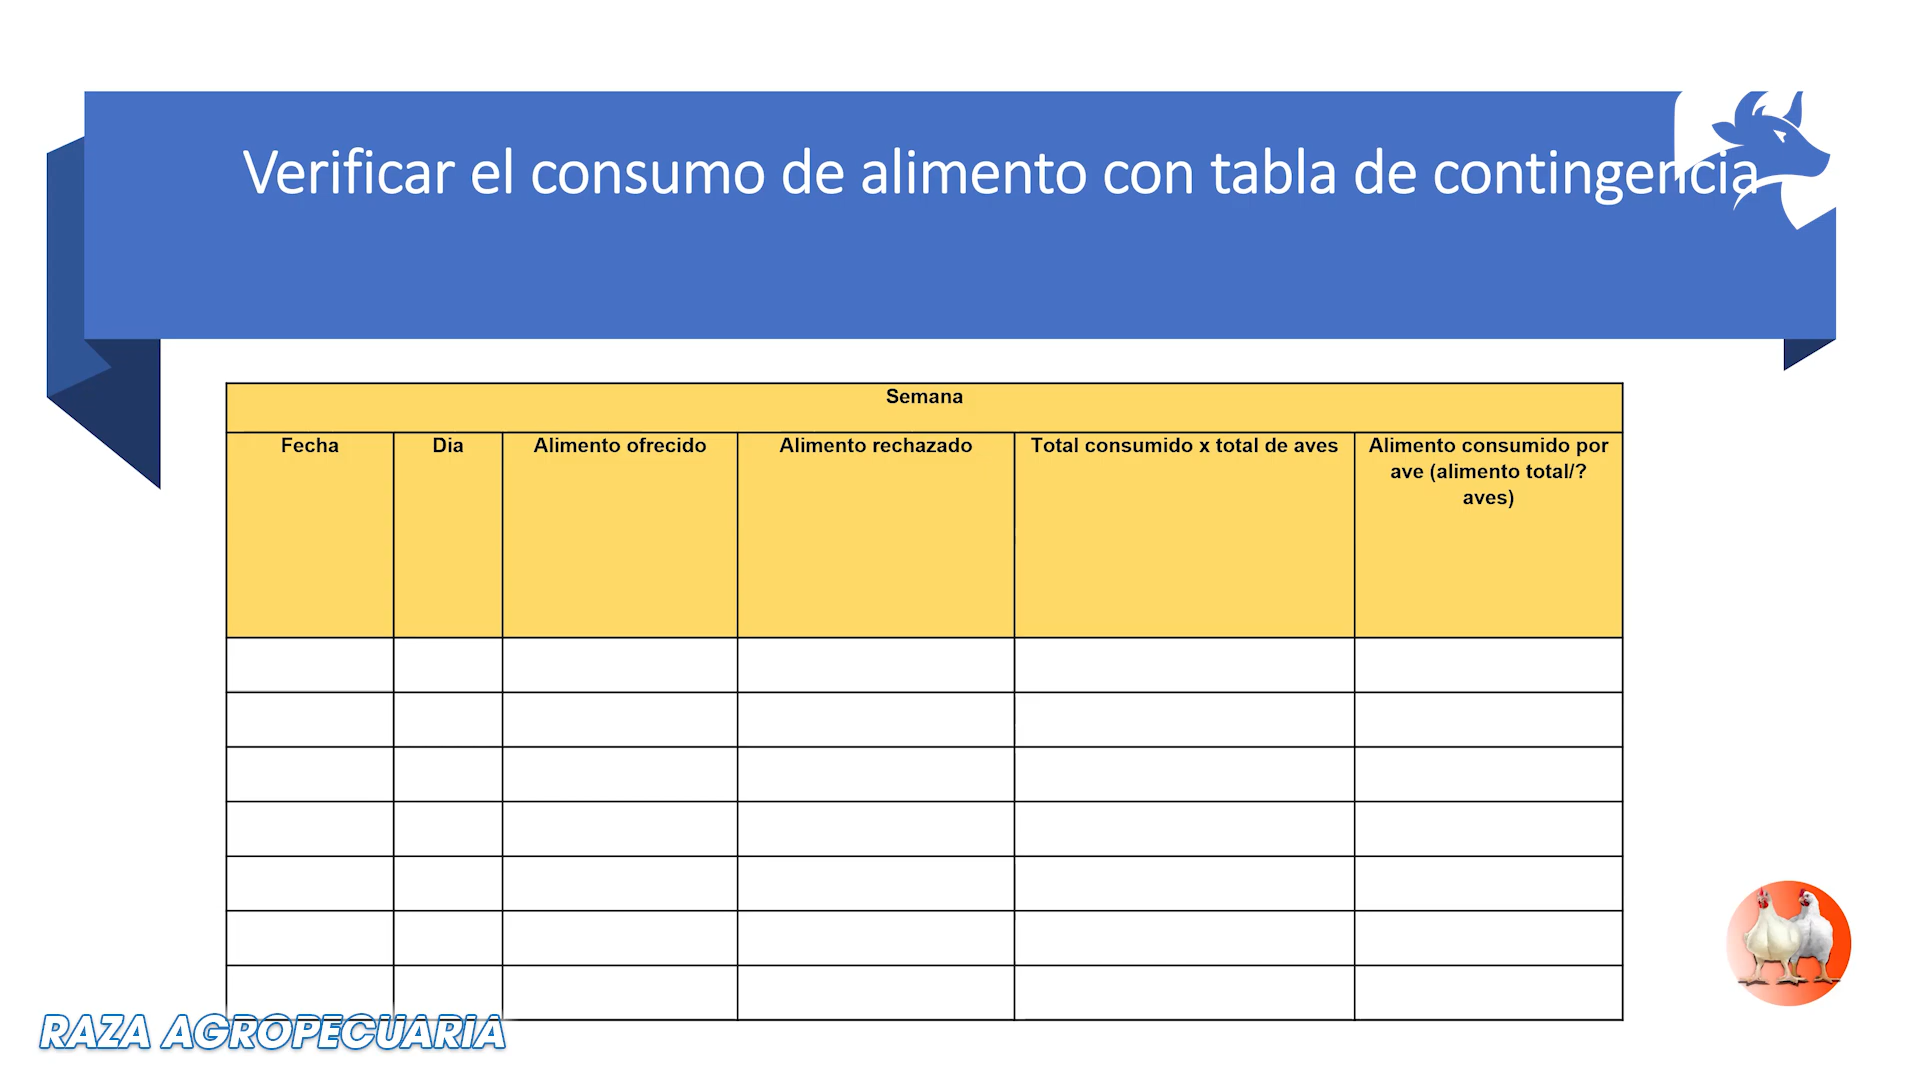 Verificar el consumo de alimento con tabla de contingencia
Semana
Fecha
Dia
Alimento ofrecido
Alimento rechazado
Total consumido x total de aves
Alimento consumido por
ave (alimento total/?
aves)
RAZA AGROPECUARiA